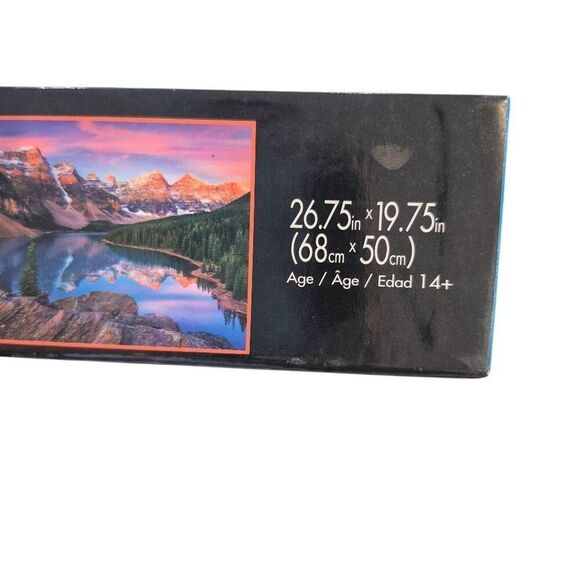 26.75in x 19.75in
(68cm x 50cm)
Age / Âge / Edad 14+